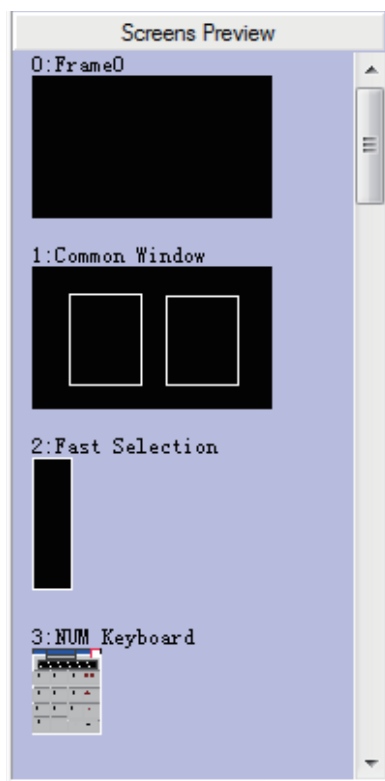 Screens Preview
0:Frame0
1:Common Window
2:Fast Selection
3:NUM Keyboard